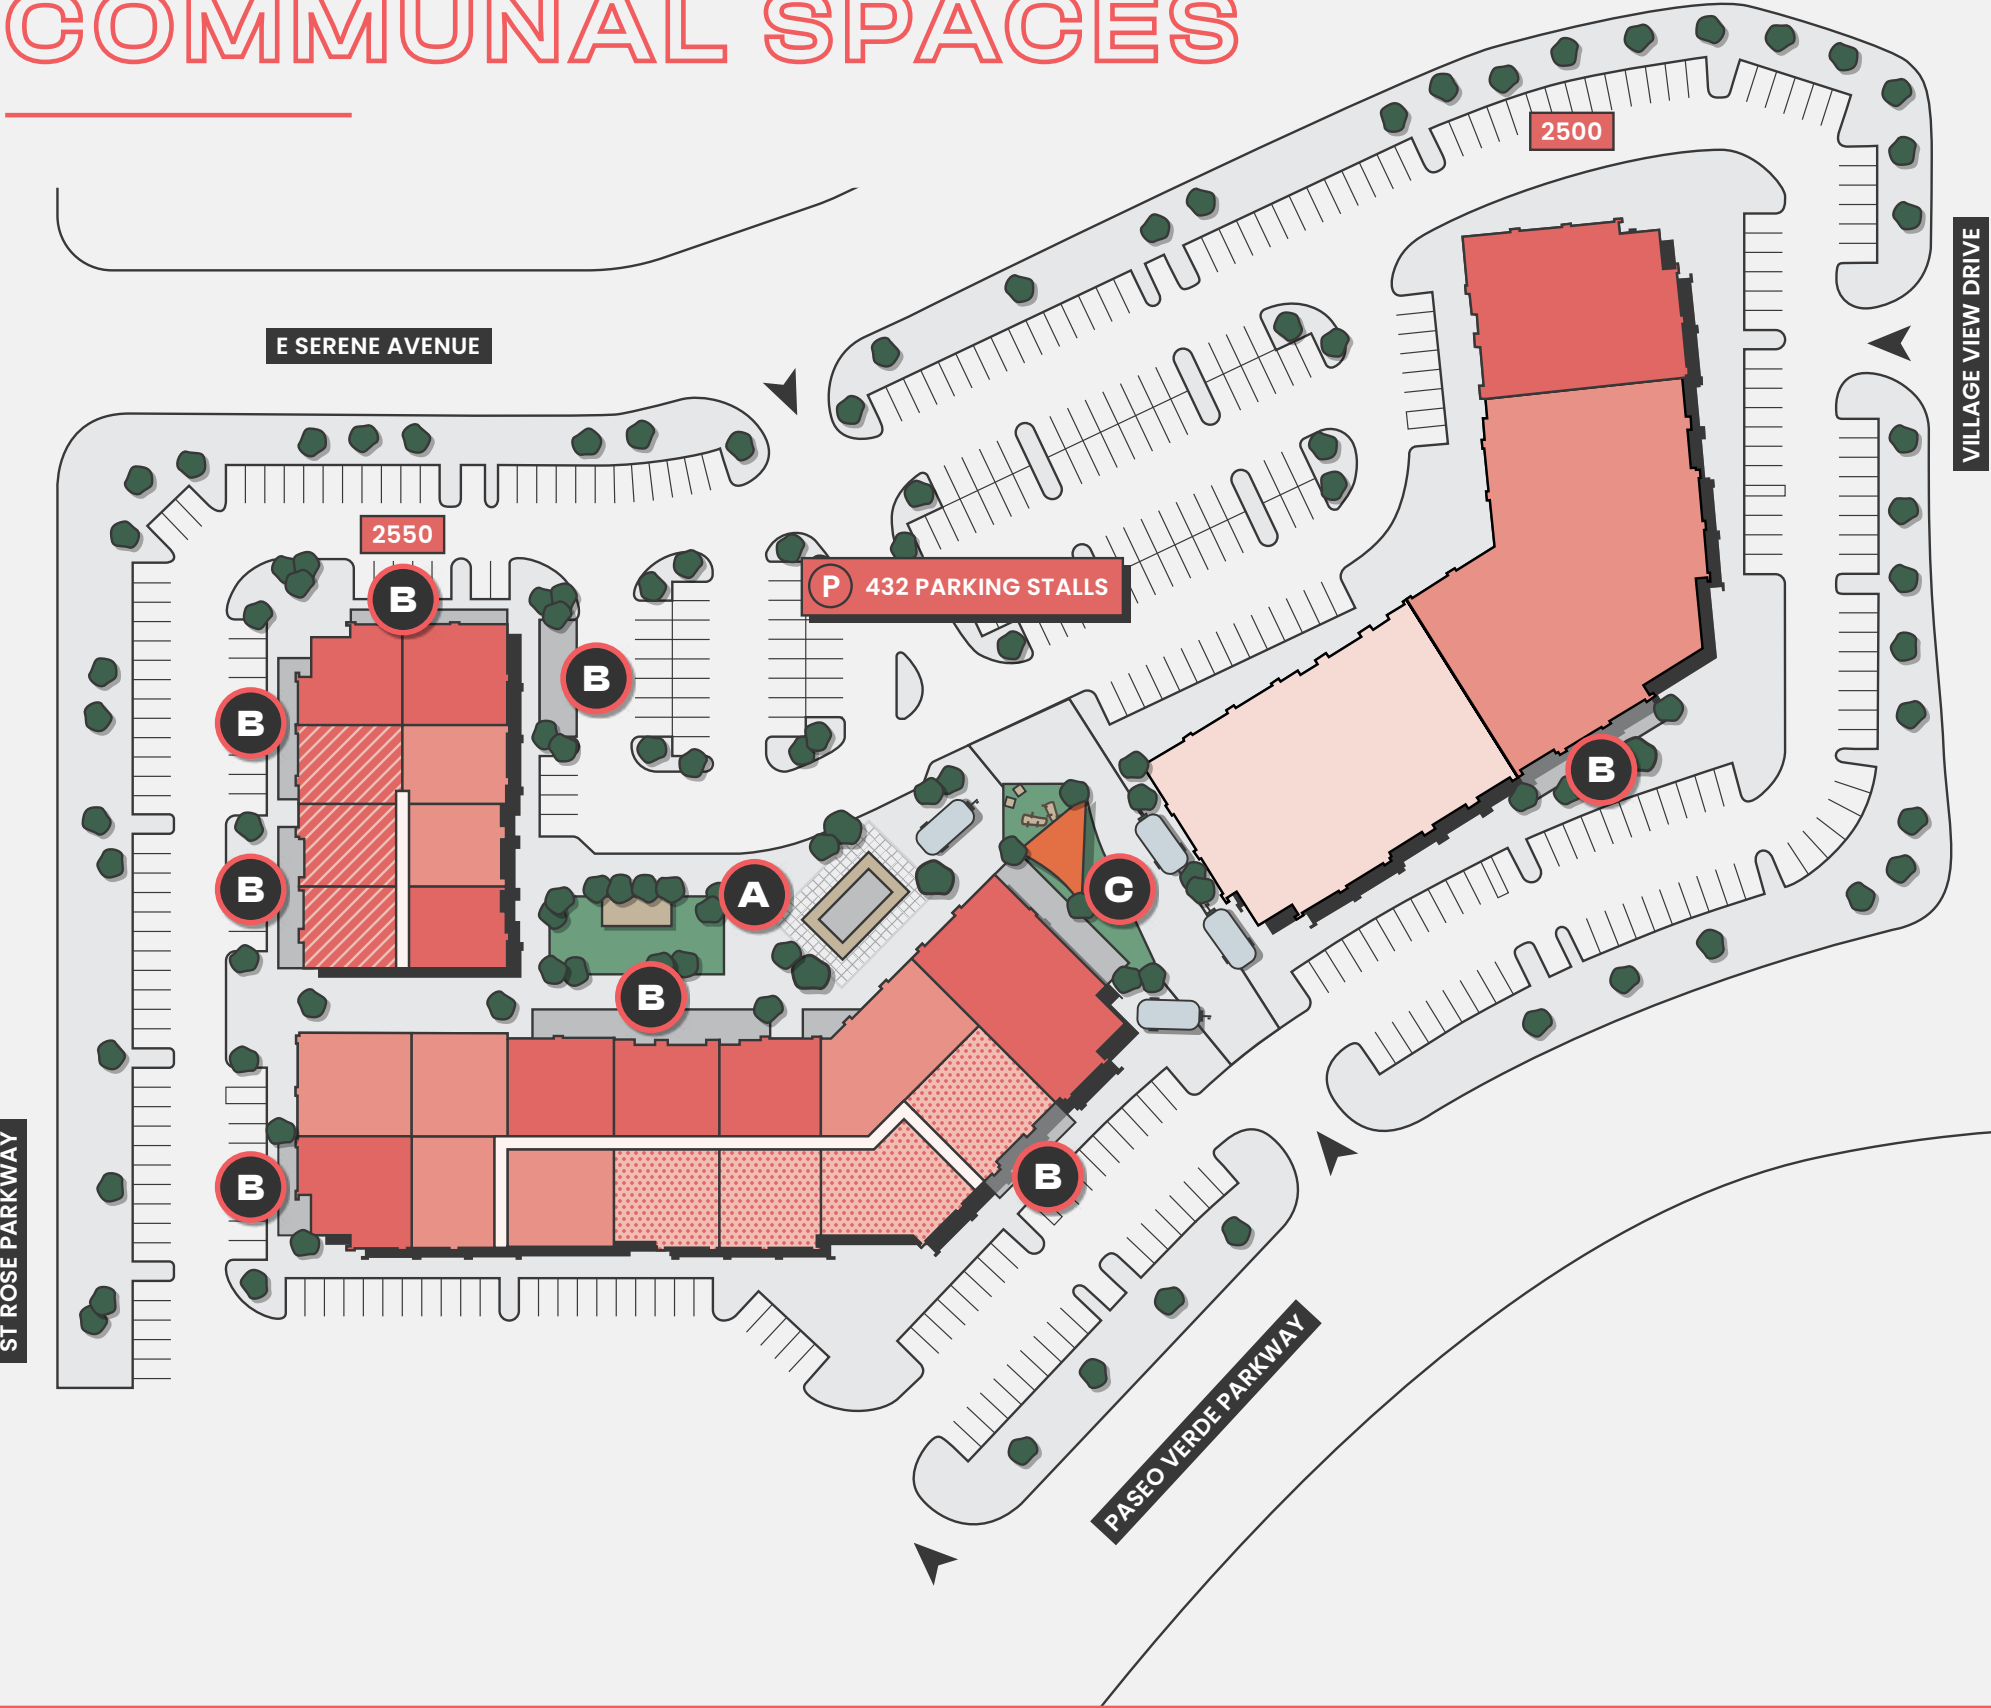 COMMUNAL SPACES
2500
VILLAGE VIEW DRIVE
E SERENE AVENUE
2550
P 432 PARKING STALLS
B
B
B
B
B
A
C
B
B
B
ST ROSE PARKWAY
PASEO VERDE PARKWAY